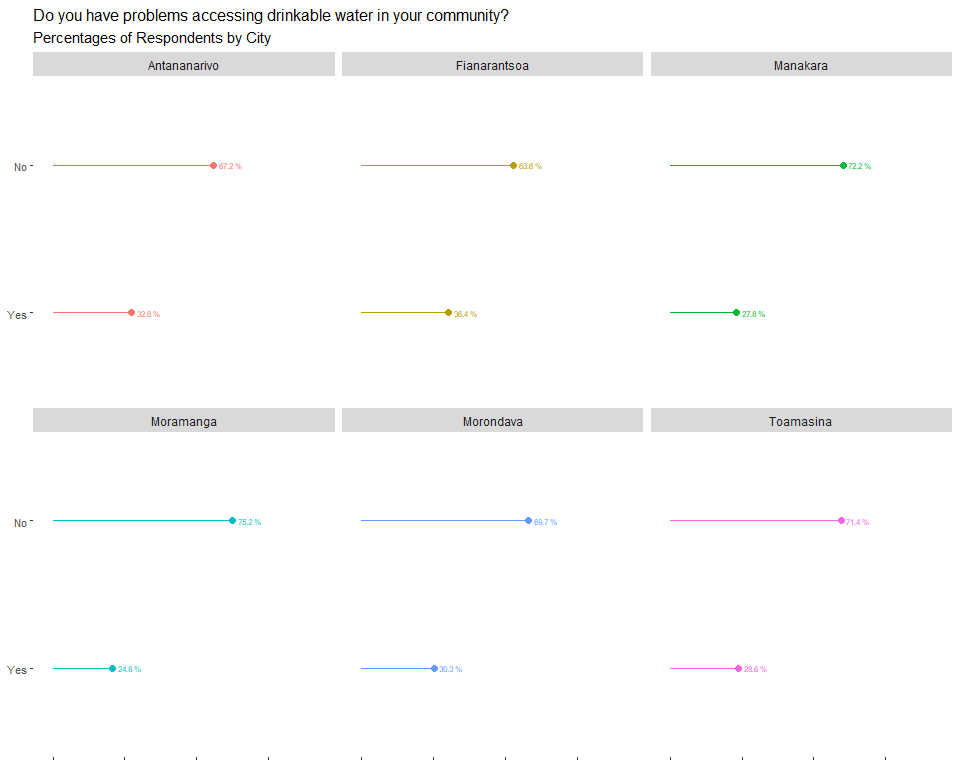 Do you have problems accessing drinkable water in your community?
Percentages of Respondents by City
Antananarivo
Fianarantsoa
Manakara
No
67.2 %
63.6 %
72.2 %
Yes
32.8 %
36.4 %
27.8 %
Moramanga
Morondava
Toamasina
No
75.2 %
69.7 %
71.4 %
Yes
24.8 %
30.3 %
28.6 %